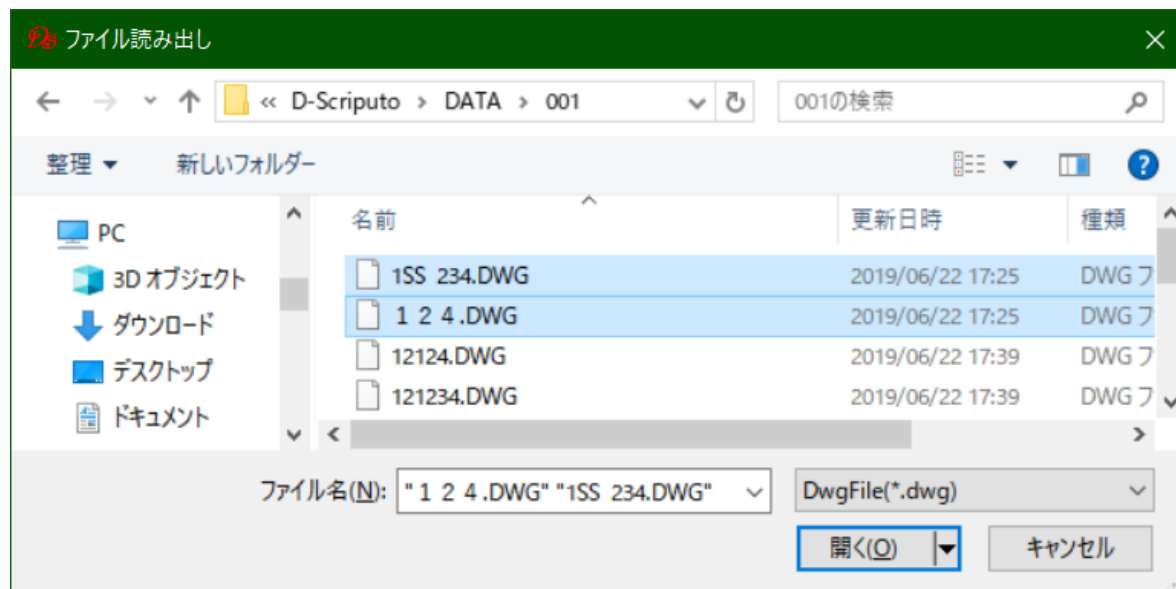 Ds ファイル読み出し
« D-Scriputo › DATA › 001
001の検索
整理 新しいフォルダー
?
名前 更新日時 種類
PC
3D オブジェクト
ダウンロード
デスクトップ
ドキュメント
1SS 234.DWG 2019/06/22 17:25 DWG フ
１２４.DWG 2019/06/22 17:25 DWG フ
12124.DWG 2019/06/22 17:39 DWG フ
121234.DWG 2019/06/22 17:39 DWG フ
ファイル名(N): "１２４.DWG" "1SS 234.DWG" DwgFile(*.dwg)
開く(O) キャンセル